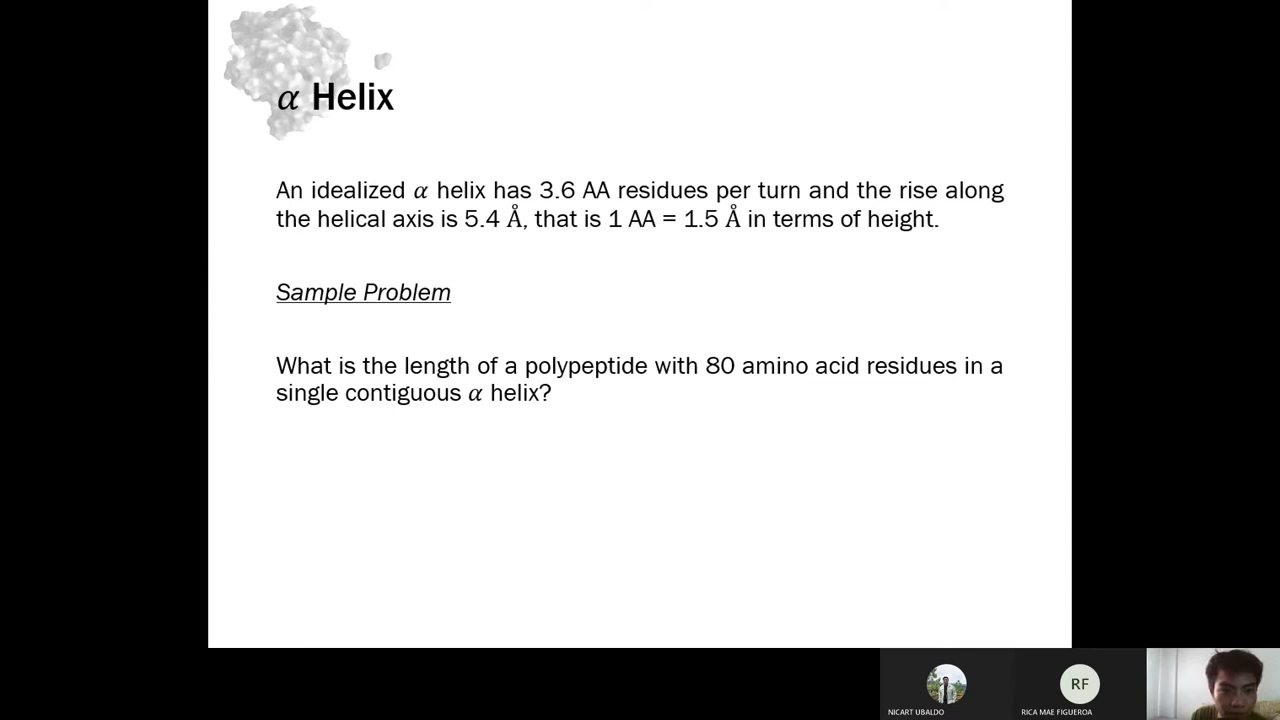 α Helix
An idealized α helix has 3.6 AA residues per turn and the rise along
the helical axis is 5.4 Å, that is 1 AA = 1.5 Å in terms of height.
Sample Problem
What is the length of a polypeptide with 80 amino acid residues in a
single contiguous α helix?
RF
NICART UBALDO
RICA MAE FIGUEROA